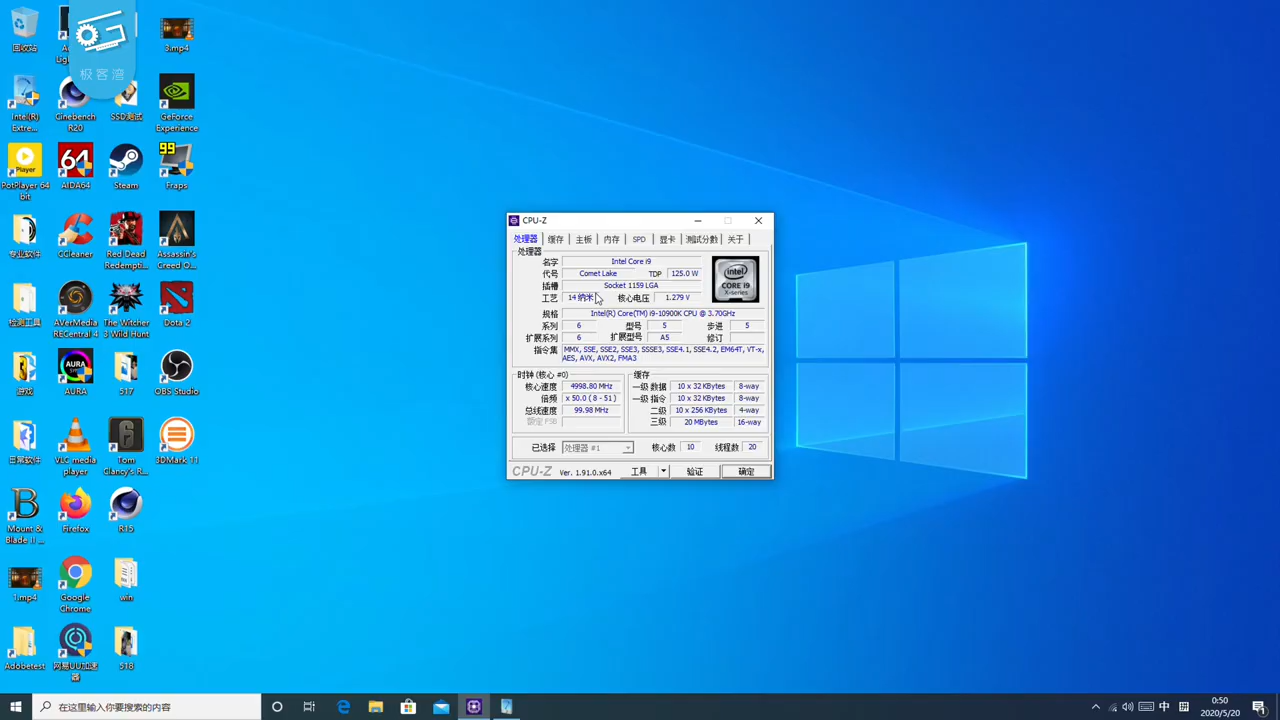 回收站
3.mp4
极客湾
Intel(R)
Extre...
Cinebench
R20
SSD测试
GeForce
Experience
Player
PotPlayer 64
bit
64
AIDA64
Steam
99
Fraps
专业软件
CCleaner
Red Dead
Redempti...
Assassin's
Creed O...
检测工具
AVerMedia
RECentral 4
The Witcher
3 Wild Hunt
Dota 2
游戏
AURA
AURA
517
OBS Studio
日常软件
VLC media
player
Tom
Clancy's R...
3DMark 11
Mount &
Blade II ...
Firefox
R15
1.mp4
Google
Chrome
win
Adobetest
网易UU加速
器
518
CPU-Z
处理器 缓存 主板 内存 SPD 显卡 测试分数 关于
处理器
名字 Intel Core i9
代号 Comet Lake TDP 125.0 W
插槽 Socket 1159 LGA
工艺 14 纳米 核心电压 1.279 V
intel
CORE i9
X-series
规格 Intel(R) Core(TM) i9-10900K CPU @ 3.70GHz
系列 6 型号 5 步进 5
扩展系列 6 扩展型号 A5 修订
指令集 MMX, SSE, SSE2, SSE3, SSSE3, SSE4.1, SSE4.2, EM64T, VT-x,
AES, AVX, AVX2, FMA3
时钟 (核心 #0)
核心速度 4998.80 MHz
倍频 x 50.0 ( 8 - 51 )
总线速度 99.98 MHz
额定 FSB
缓存
一级 数据 10 x 32 KBytes 8-way
一级 指令 10 x 32 KBytes 8-way
二级 10 x 256 KBytes 4-way
三级 20 MBytes 16-way
已选择 处理器 #1 核心数 10 线程数 20
CPU-Z Ver. 1.91.0.x64 工具 验证 确定
在这里输入你要搜索的内容
中 拼
0:50
2020/5/20
1